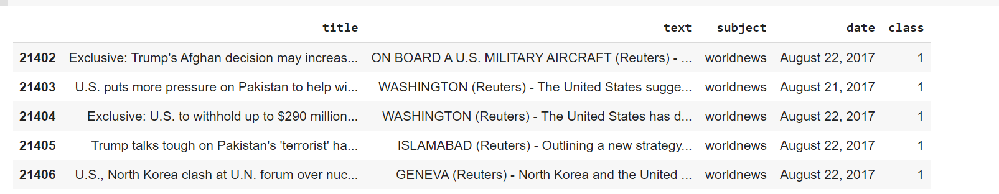 title text subject date class
21402 Exclusive: Trump's Afghan decision may increas... ON BOARD A U.S. MILITARY AIRCRAFT (Reuters) - ... worldnews August 22, 2017 1
21403 U.S. puts more pressure on Pakistan to help wi... WASHINGTON (Reuters) - The United States sugge... worldnews August 21, 2017 1
21404 Exclusive: U.S. to withhold up to $290 million... WASHINGTON (Reuters) - The United States has d... worldnews August 22, 2017 1
21405 Trump talks tough on Pakistan's 'terrorist' ha... ISLAMABAD (Reuters) - Outlining a new strategy... worldnews August 22, 2017 1
21406 U.S., North Korea clash at U.N. forum over nuc... GENEVA (Reuters) - North Korea and the United ... worldnews August 22, 2017 1